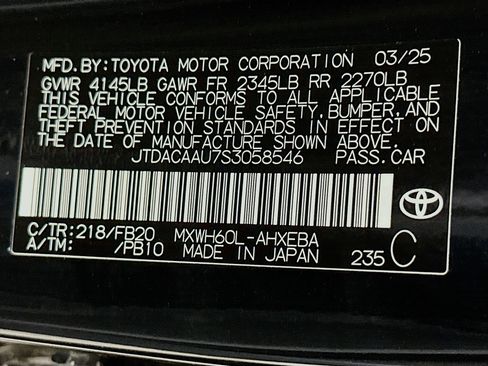 MFD. BY: TOYOTA MOTOR CORPORATION 03/25
GVWR 4145LB GAWR FR 2345LB RR 2270LB
THIS VEHICLE CONFORMS TO ALL APPLICABLE
FEDERAL MOTOR VEHICLE SAFETY, BUMPER, AND
THEFT PREVENTION STANDARDS IN EFFECT ON
THE DATE OF MANUFACTURE SHOWN ABOVE.
JTDACAAU7S3058546 PASS. CAR
C/TR: 218/FB20 MXWH60L-AHXEBA
A/TM: /PB10 MADE IN JAPAN 235 C